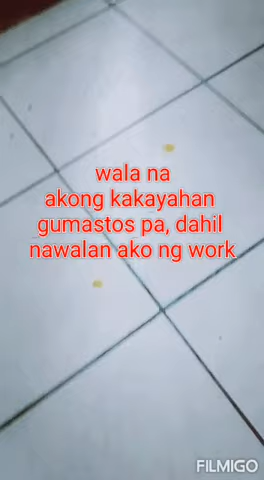 wala na
akong kakayahan
gumastos pa, dahil
nawalan ako ng work
FILMIGO